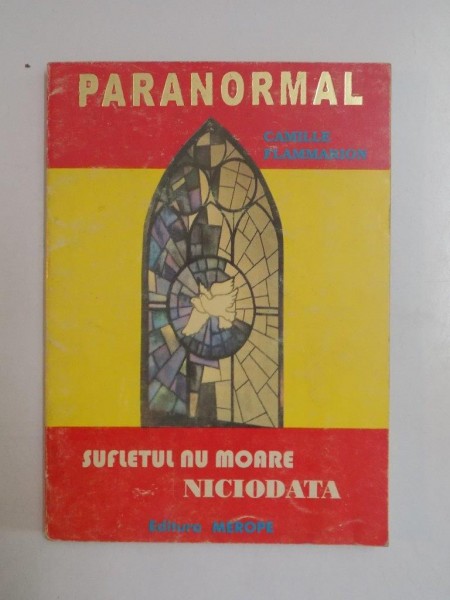 PARANORMAL
CAMILLE
FLAMMARION
SUFLETUL NU MOARE
NICIODATA
Editura MEROPE